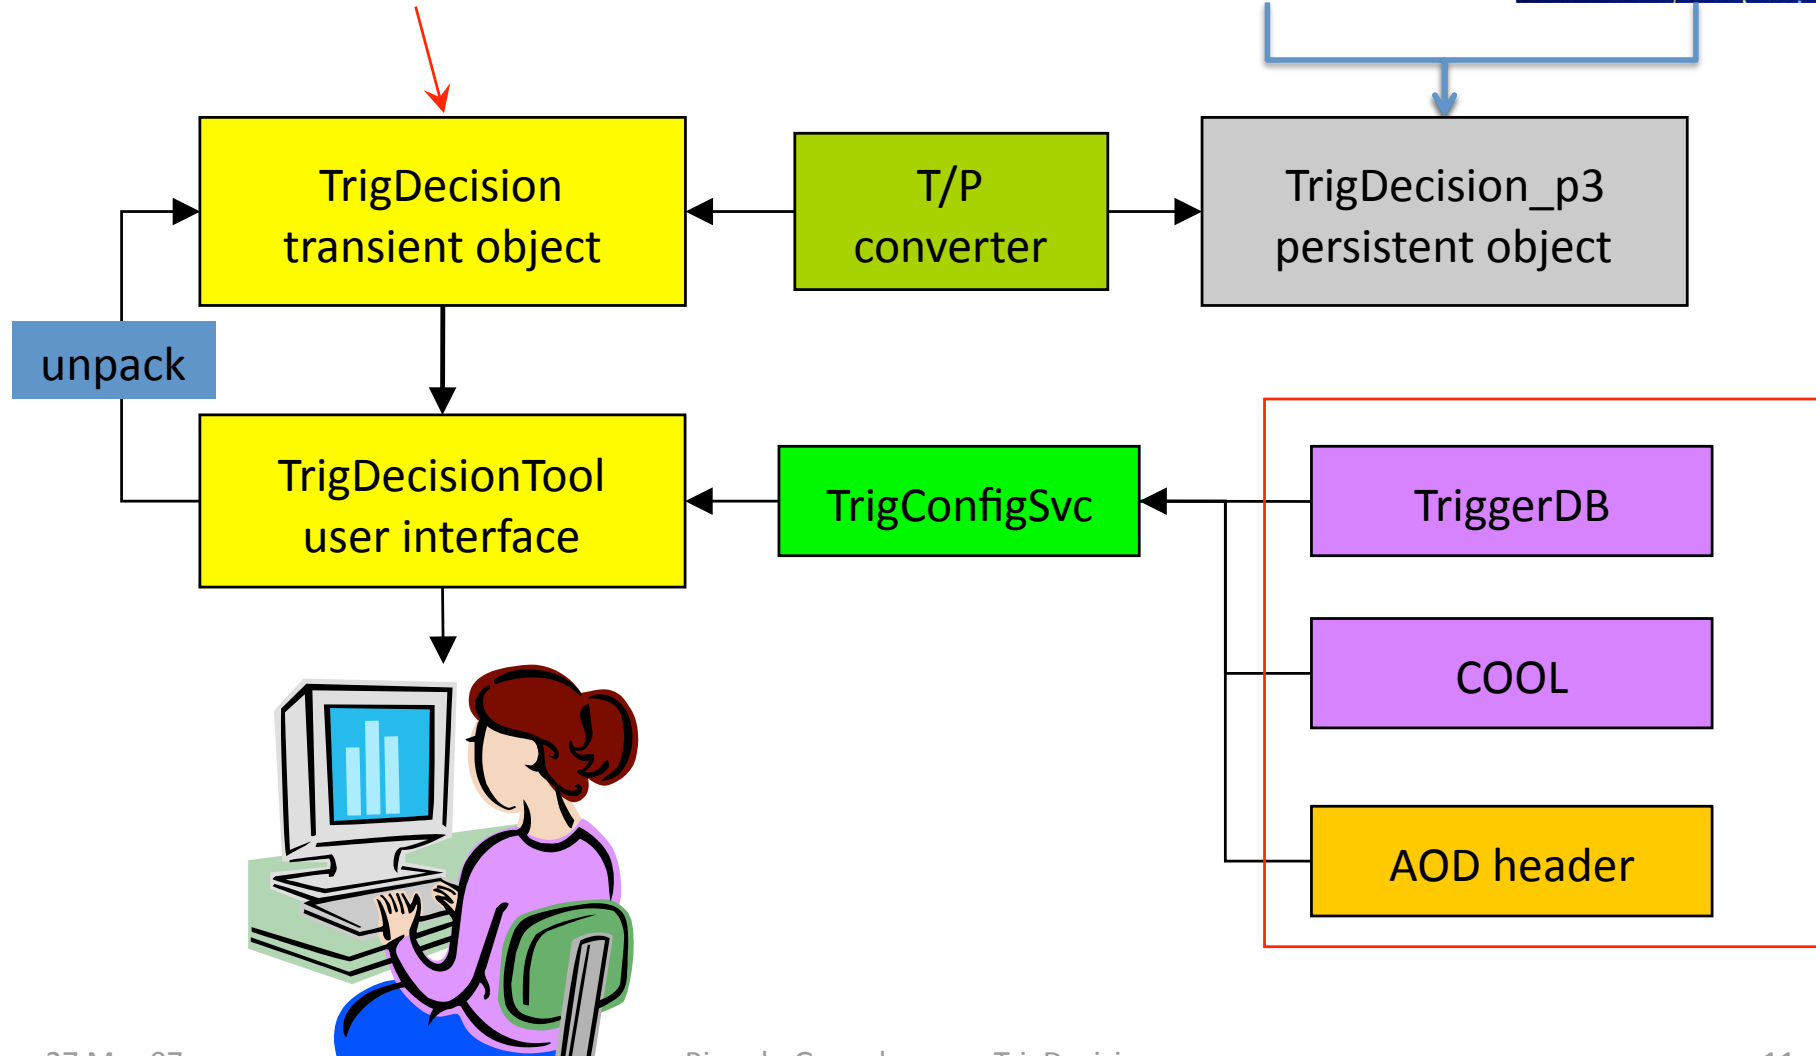 TrigDecision
transient object
T/P
converter
TrigDecision_p3
persistent object
unpack
TrigDecisionTool
user interface
TrigConfigSvc
TriggerDB
COOL
AOD header